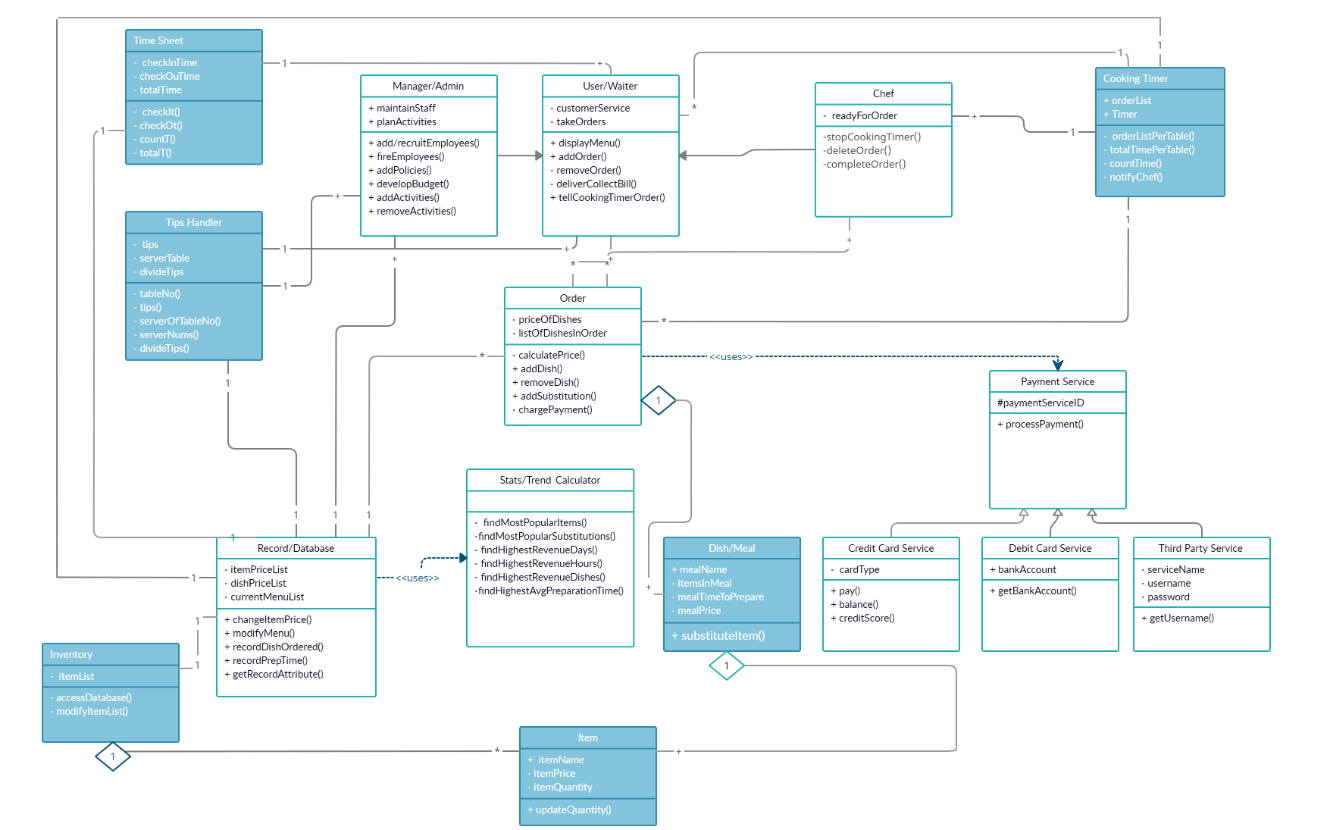 Time Sheet
- checkInTime
- checkOuTime
- totalTime
- checkIt()
- checkOt()
- countT()
- totalT()
Manager/Admin
+ maintainStaff
+ planActivities
+ add/recruitEmployees()
+ fireEmployees()
+ addPolicies()
+ developBudget()
+ addActivities()
+ removeActivities()
User/Waiter
- customerService
- takeOrders
+ displayMenu()
+ addOrder()
- removeOrder()
- deliverCollectBill()
+ tellCookingTimerOrder()
Chef
- readyForOrder
-stopCookingTimer()
-deleteOrder()
-completeOrder()
Cooking Timer
+ orderList
+ Timer
- orderListPerTable()
- totalTimePerTable()
- countTime()
- notifyChef()
Tips Handler
- tips
- serverTable
- divideTips
- tableNo()
- tips()
- serverOfTableNo()
- serverNums()
- divideTips()
Order
- priceOfDishes
- listOfDishesInOrder
- calculatePrice()
+ addDish()
+ removeDish()
+ addSubstitution()
- chargePayment()
<<uses>>
Payment Service
#paymentServiceID
+ processPayment()
Stats/Trend Calculator
- findMostPopularItems()
-findMostPopularSubstitutions()
- findHighestRevenueDays()
- findHighestRevenueHours()
- findHighestRevenueDishes()
-findHighestAvgPreparationTime()
Record/Database
- itemPriceList
- dishPriceList
- currentMenuList
+ changeItemPrice()
+ modifyMenu()
+ recordDishOrdered()
+ recordPrepTime()
+ getRecordAttribute()
<<uses>>
Dish/Meal
+ mealName
- itemsInMeal
- mealTimeToPrepare
- mealPrice
+ substituteItem()
Credit Card Service
- cardType
+ pay()
+ balance()
+ creditScore()
Debit Card Service
+ bankAccount
+ getBankAccount()
Third Party Service
- serviceName
- username
- password
+ getUsername()
Inventory
- itemList
- accessDatabase()
- modifyItemList()
Item
+ itemName
- itemPrice
- itemQuantity
+ updateQuantity()
1
+
1
*
1
1
+
1
+
1
+
1
+
1
+
*
*
+
1
*
*
1
1
1
1
1
1
1
1
1
+
1
1
*
+